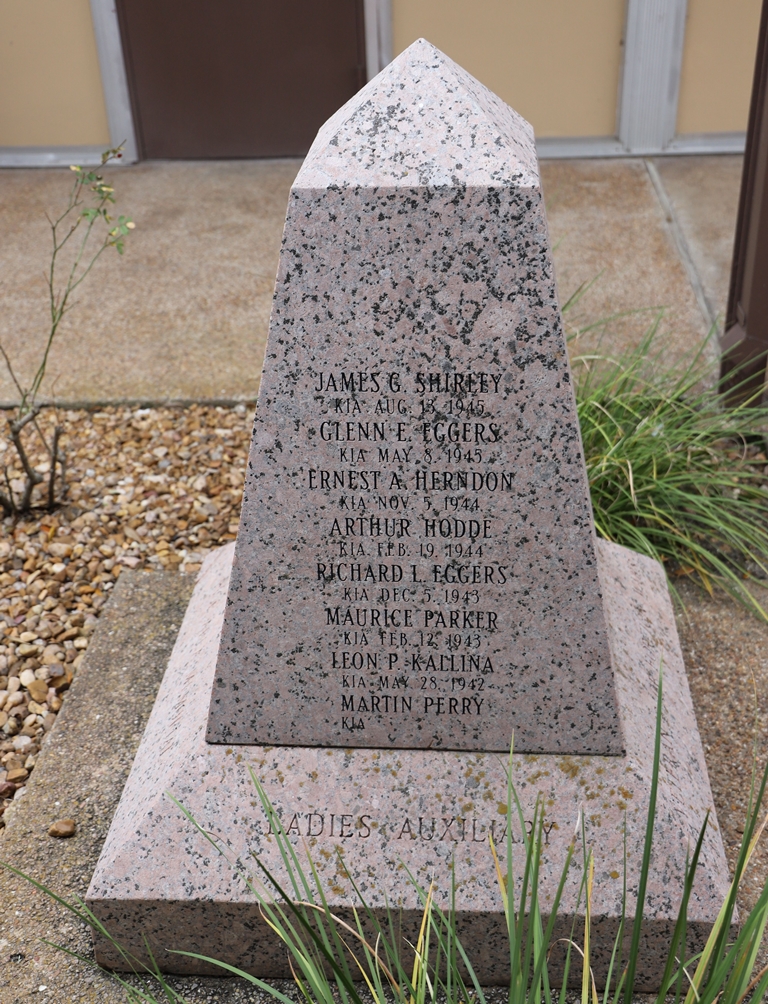 JAMES G. SHIRLEY
KIA AUG. 13, 1945
GLENN E. EGGERS
KIA MAY 8, 1945
ERNEST A. HERNDON
KIA NOV. 5, 1944
ARTHUR HODDE
KIA FEB. 19, 1944
RICHARD L. EGGERS
KIA DEC. 5, 1943
MAURICE PARKER
KIA FEB. 12, 1943
LEON P. KALLINA
KIA MAY 28, 1942
MARTIN PERRY
KIA
LADIES AUXILIARY